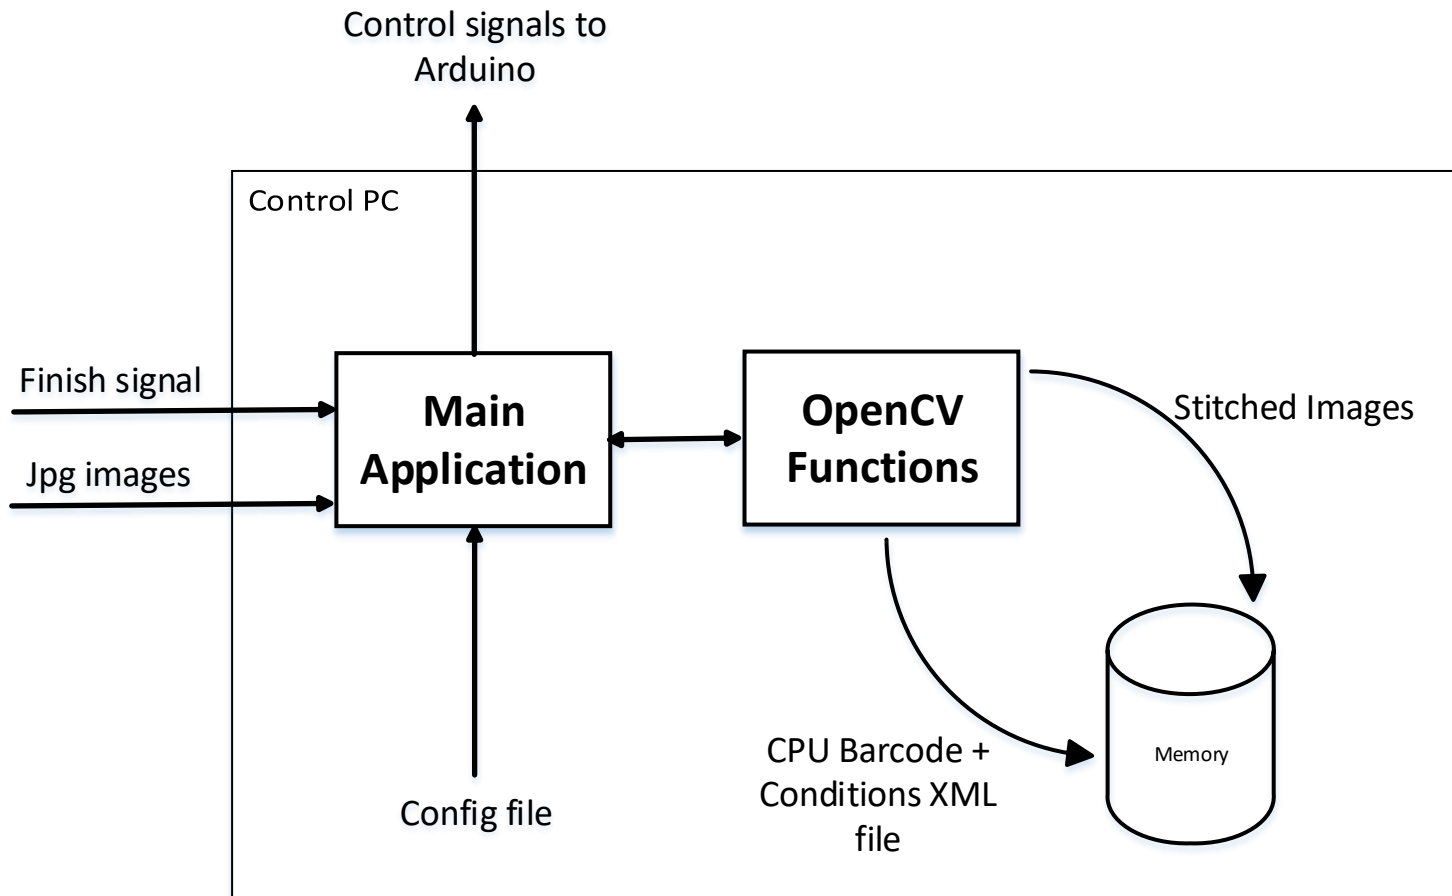 Control signals to
Arduino
Control PC
Finish signal
Jpg images
Main
Application
OpenCV
Functions
Stitched Images
Config file
CPU Barcode +
Conditions XML
file
Memory